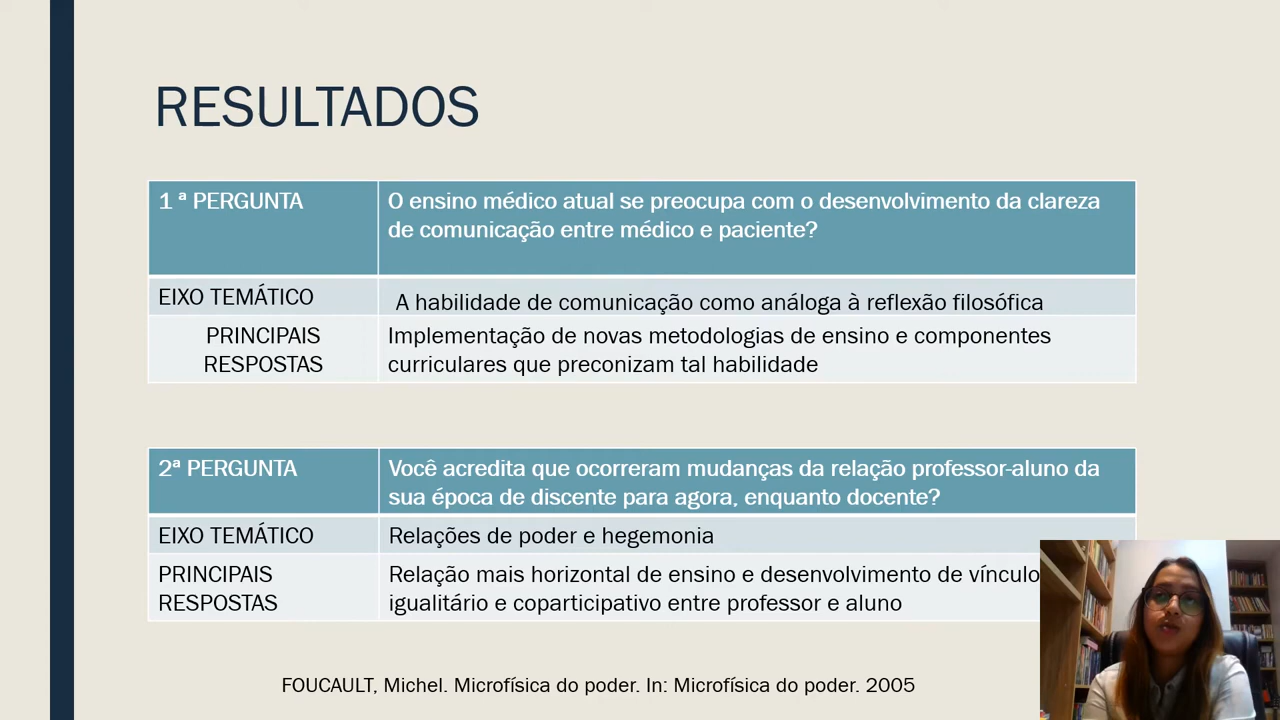 RESULTADOS
1 ª PERGUNTA
O ensino médico atual se preocupa com o desenvolvimento da clareza
de comunicação entre médico e paciente?
EIXO TEMÁTICO
A habilidade de comunicação como análoga à reflexão filosófica
PRINCIPAIS
RESPOSTAS
Implementação de novas metodologias de ensino e componentes
curriculares que preconizam tal habilidade
2ª PERGUNTA
Você acredita que ocorreram mudanças da relação professor-aluno da
sua época de discente para agora, enquanto docente?
EIXO TEMÁTICO
Relações de poder e hegemonia
PRINCIPAIS
RESPOSTAS
Relação mais horizontal de ensino e desenvolvimento de vínculo
igualitário e coparticipativo entre professor e aluno
FOUCAULT, Michel. Microfísica do poder. In: Microfísica do poder. 2005